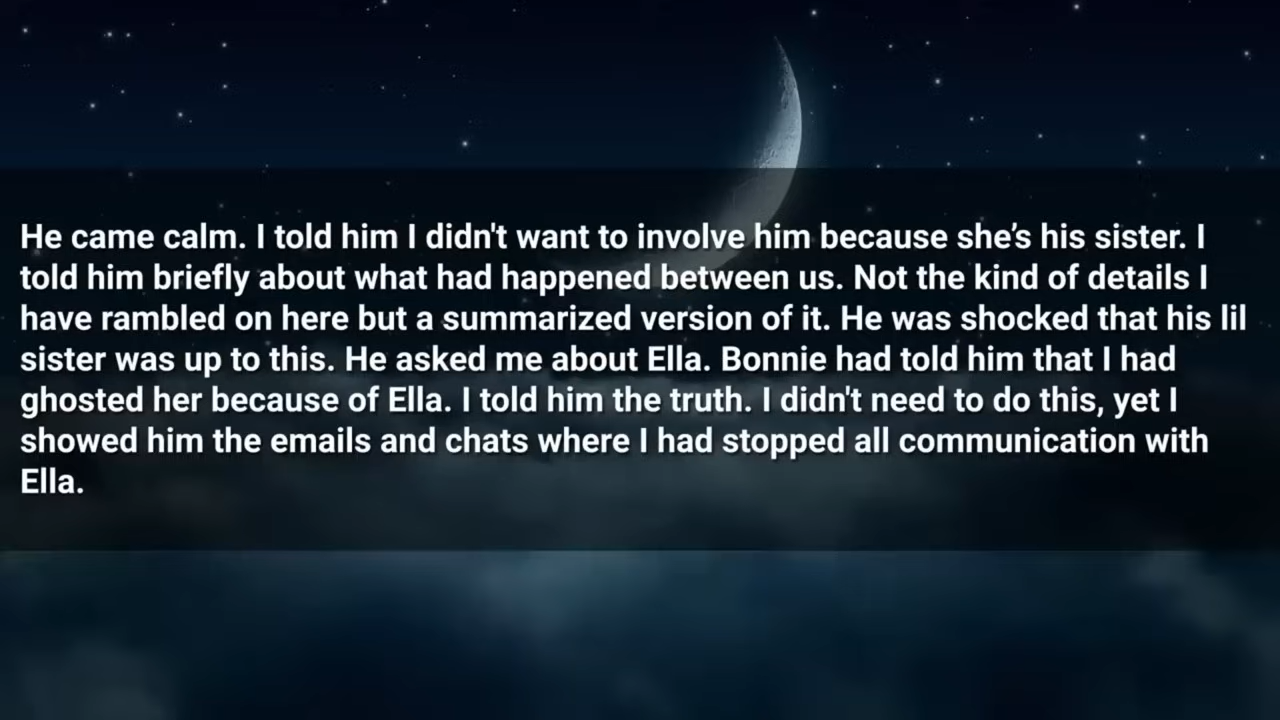 He came calm. I told him I didn't want to involve him because she’s his sister. I
told him briefly about what had happened between us. Not the kind of details I
have rambled on here but a summarized version of it. He was shocked that his lil
sister was up to this. He asked me about Ella. Bonnie had told him that I had
ghosted her because of Ella. I told him the truth. I didn't need to do this, yet I
showed him the emails and chats where I had stopped all communication with
Ella.